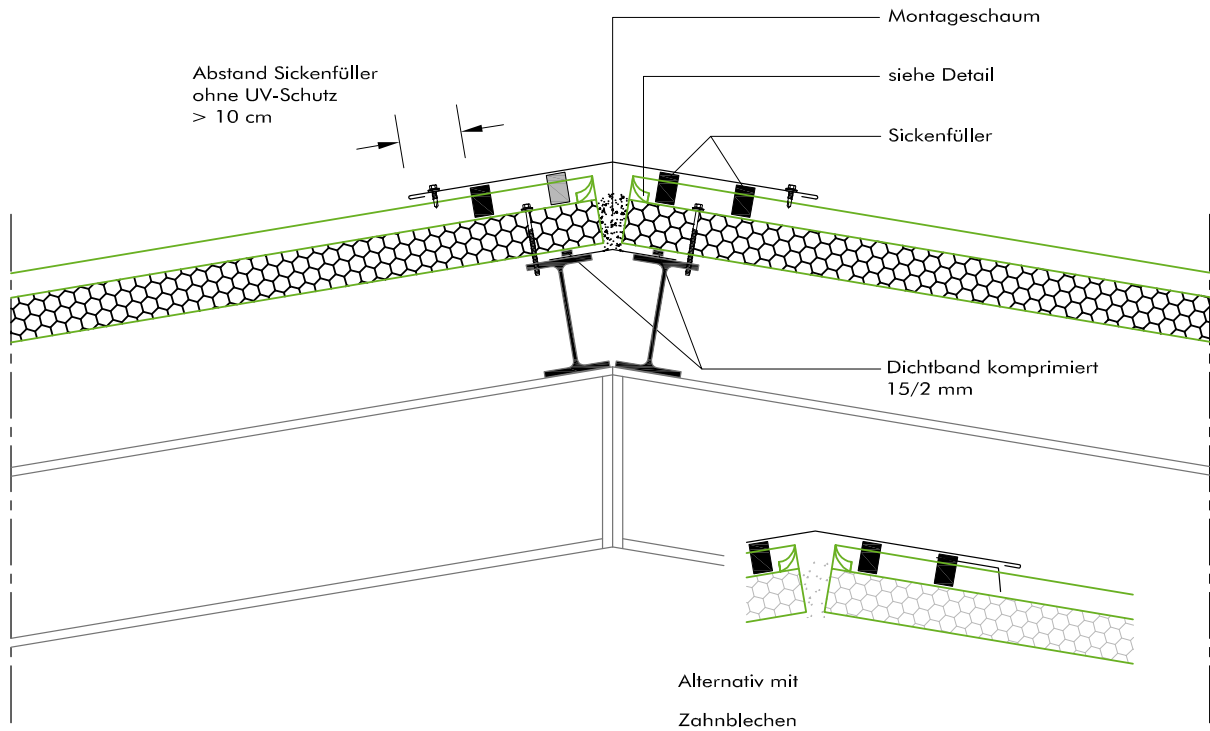 Montageschaum
Abstand Sickenfüller
ohne UV-Schutz
> 10 cm
siehe Detail
Sickenfüller
Dichtband komprimiert
15/2 mm
Alternativ mit
Zahnblechen